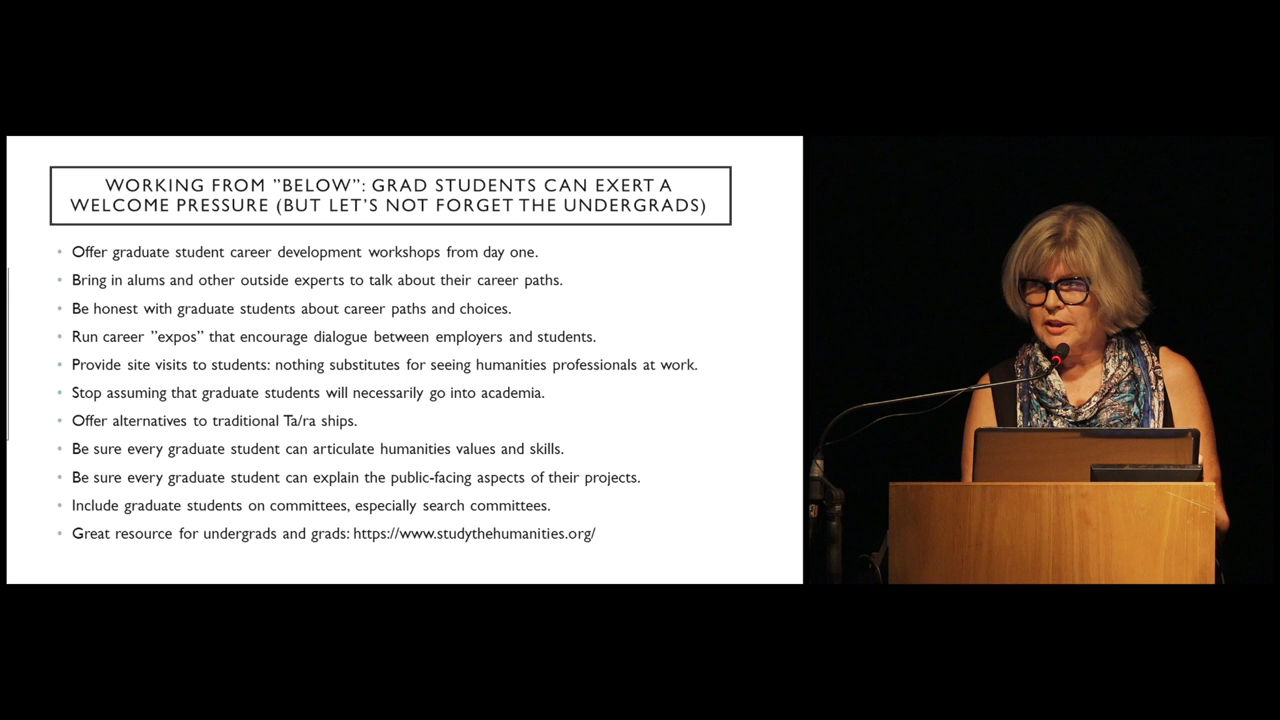 WORKING FROM ”BELOW”: GRAD STUDENTS CAN EXERT A
WELCOME PRESSURE (BUT LET’S NOT FORGET THE UNDERGRADS)
• Offer graduate student career development workshops from day one.
• Bring in alums and other outside experts to talk about their career paths.
• Be honest with graduate students about career paths and choices.
• Run career ”expos” that encourage dialogue between employers and students.
• Provide site visits to students: nothing substitutes for seeing humanities professionals at work.
• Stop assuming that graduate students will necessarily go into academia.
• Offer alternatives to traditional Ta/ra ships.
• Be sure every graduate student can articulate humanities values and skills.
• Be sure every graduate student can explain the public-facing aspects of their projects.
• Include graduate students on committees, especially search committees.
• Great resource for undergrads and grads: https://www.studythehumanities.org/